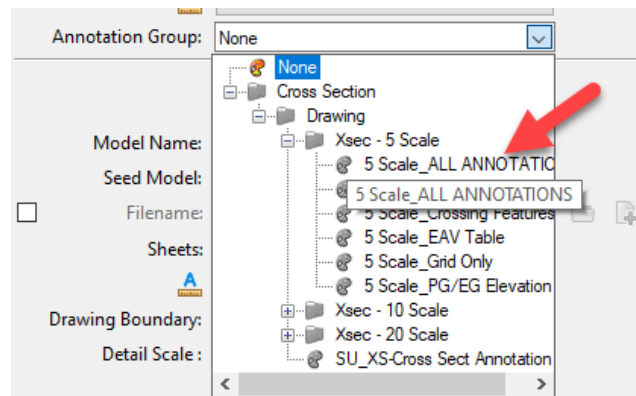 Annotation Group: None
None
Cross Section
Drawing
Model Name: Xsec - 5 Scale
5 Scale_ALL ANNOTATIO
Seed Model:
5 Scale_ALL ANNOTATIONS
Filename: 5 Scale_Crossing Features
Sheets: 5 Scale_EAV Table
5 Scale_Grid Only
A
5 Scale_PG/EG Elevation
Drawing Boundary: Xsec - 10 Scale
Xsec - 20 Scale
Detail Scale : SU_XS-Cross Sect Annotation